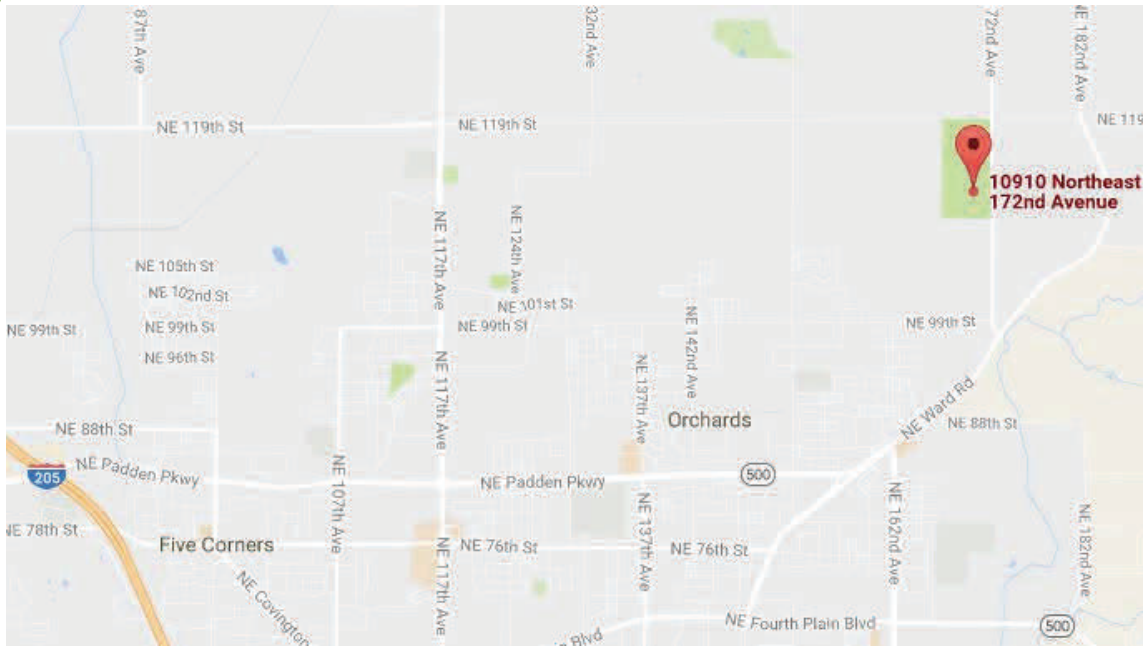 87th Ave
32nd Ave
72nd Ave
NE 182nd Ave
NE 119th St
NE 119th St
NE 119
10910 Northeast
172nd Avenue
NE 117th Ave
NE 124th Ave
NE 105th St
NE 102nd St
NE 101st St
NE 99th St
NE 99th St
NE 99th St
NE 99th St
NE 142nd Ave
NE 96th St
NE 117th Ave
NE 137th Ave
NE Ward Rd
Orchards
NE 88th St
NE 88th St
205
NE Padden Pkwy
NE Padden Pkwy
500
NE 107th Ave
NE 137th Ave
NE 162nd Ave
NE 182nd Ave
NE 78th St
Five Corners
NE 76th St
NE 76th St
NE 117th Ave
NE Covington
NE Fourth Plain Blvd
500
Blvd